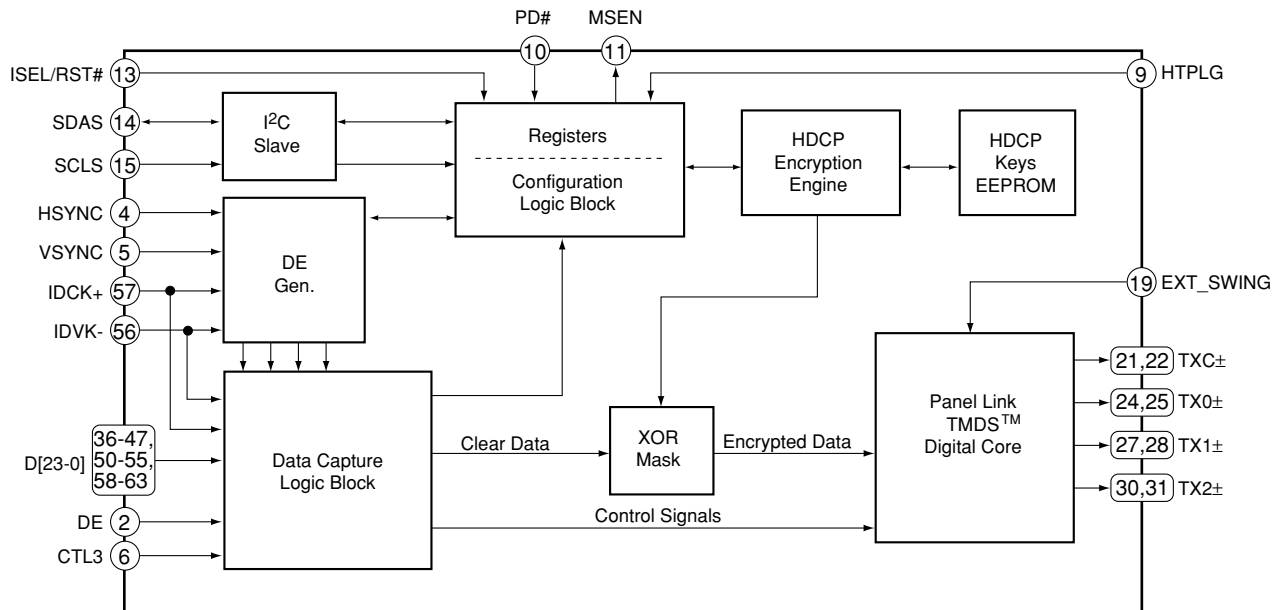 PD#
MSEN
10
11
ISEL/RST#
13
9
HTPLG
SDAS
14
I²C
Slave
SCLS
15
Registers
Configuration
Logic Block
HDCP
Encryption
Engine
HDCP
Keys
EEPROM
HSYNC
4
VSYNC
5
DE
Gen.
IDCK+
57
IDVK-
56
19
EXT_SWING
D[23-0]
36-47,
50-55,
58-63
Data Capture
Logic Block
Clear Data
XOR
Mask
Encrypted Data
Panel Link
TMDS™
Digital Core
21,22
TXC±
24,25
TX0±
27,28
TX1±
30,31
TX2±
DE
2
Control Signals
CTL3
6